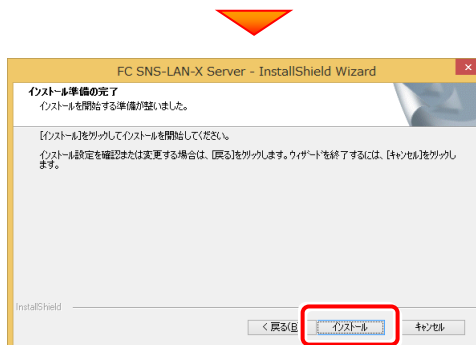 FC SNS-LAN-X Server - InstallShield Wizard
インストール準備の完了
インストールを開始する準備が整いました。
[インストール]をクリックしてインストールを開始してください。
インストール設定を確認または変更する場合は、[戻る]をクリックします。ウィザードを終了するには、[キャンセル]をクリックし
ます。
InstallShield
< 戻る(B インストール キャンセル